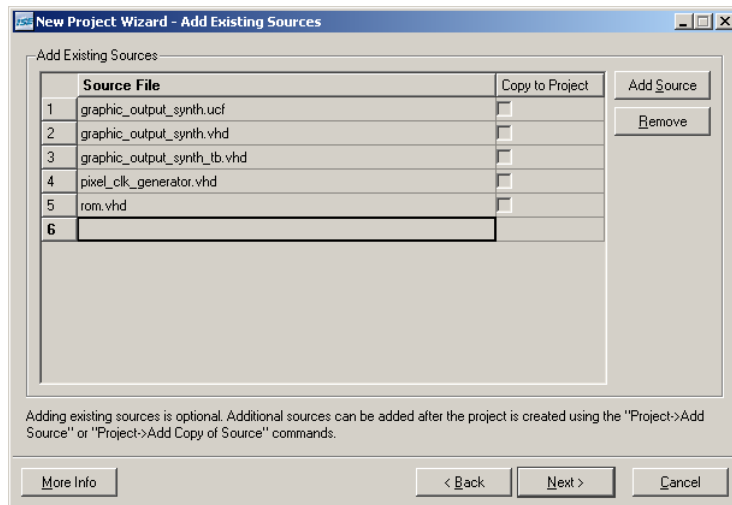 ISE New Project Wizard - Add Existing Sources
Add Existing Sources
Source File Copy to Project
1 graphic_output_synth.ucf
2 graphic_output_synth.vhd
3 graphic_output_synth_tb.vhd
4 pixel_clk_generator.vhd
5 rom.vhd
6
Add Source
Remove
Adding existing sources is optional. Additional sources can be added after the project is created using the "Project->Add
Source" or "Project->Add Copy of Source" commands.
More Info < Back Next > Cancel